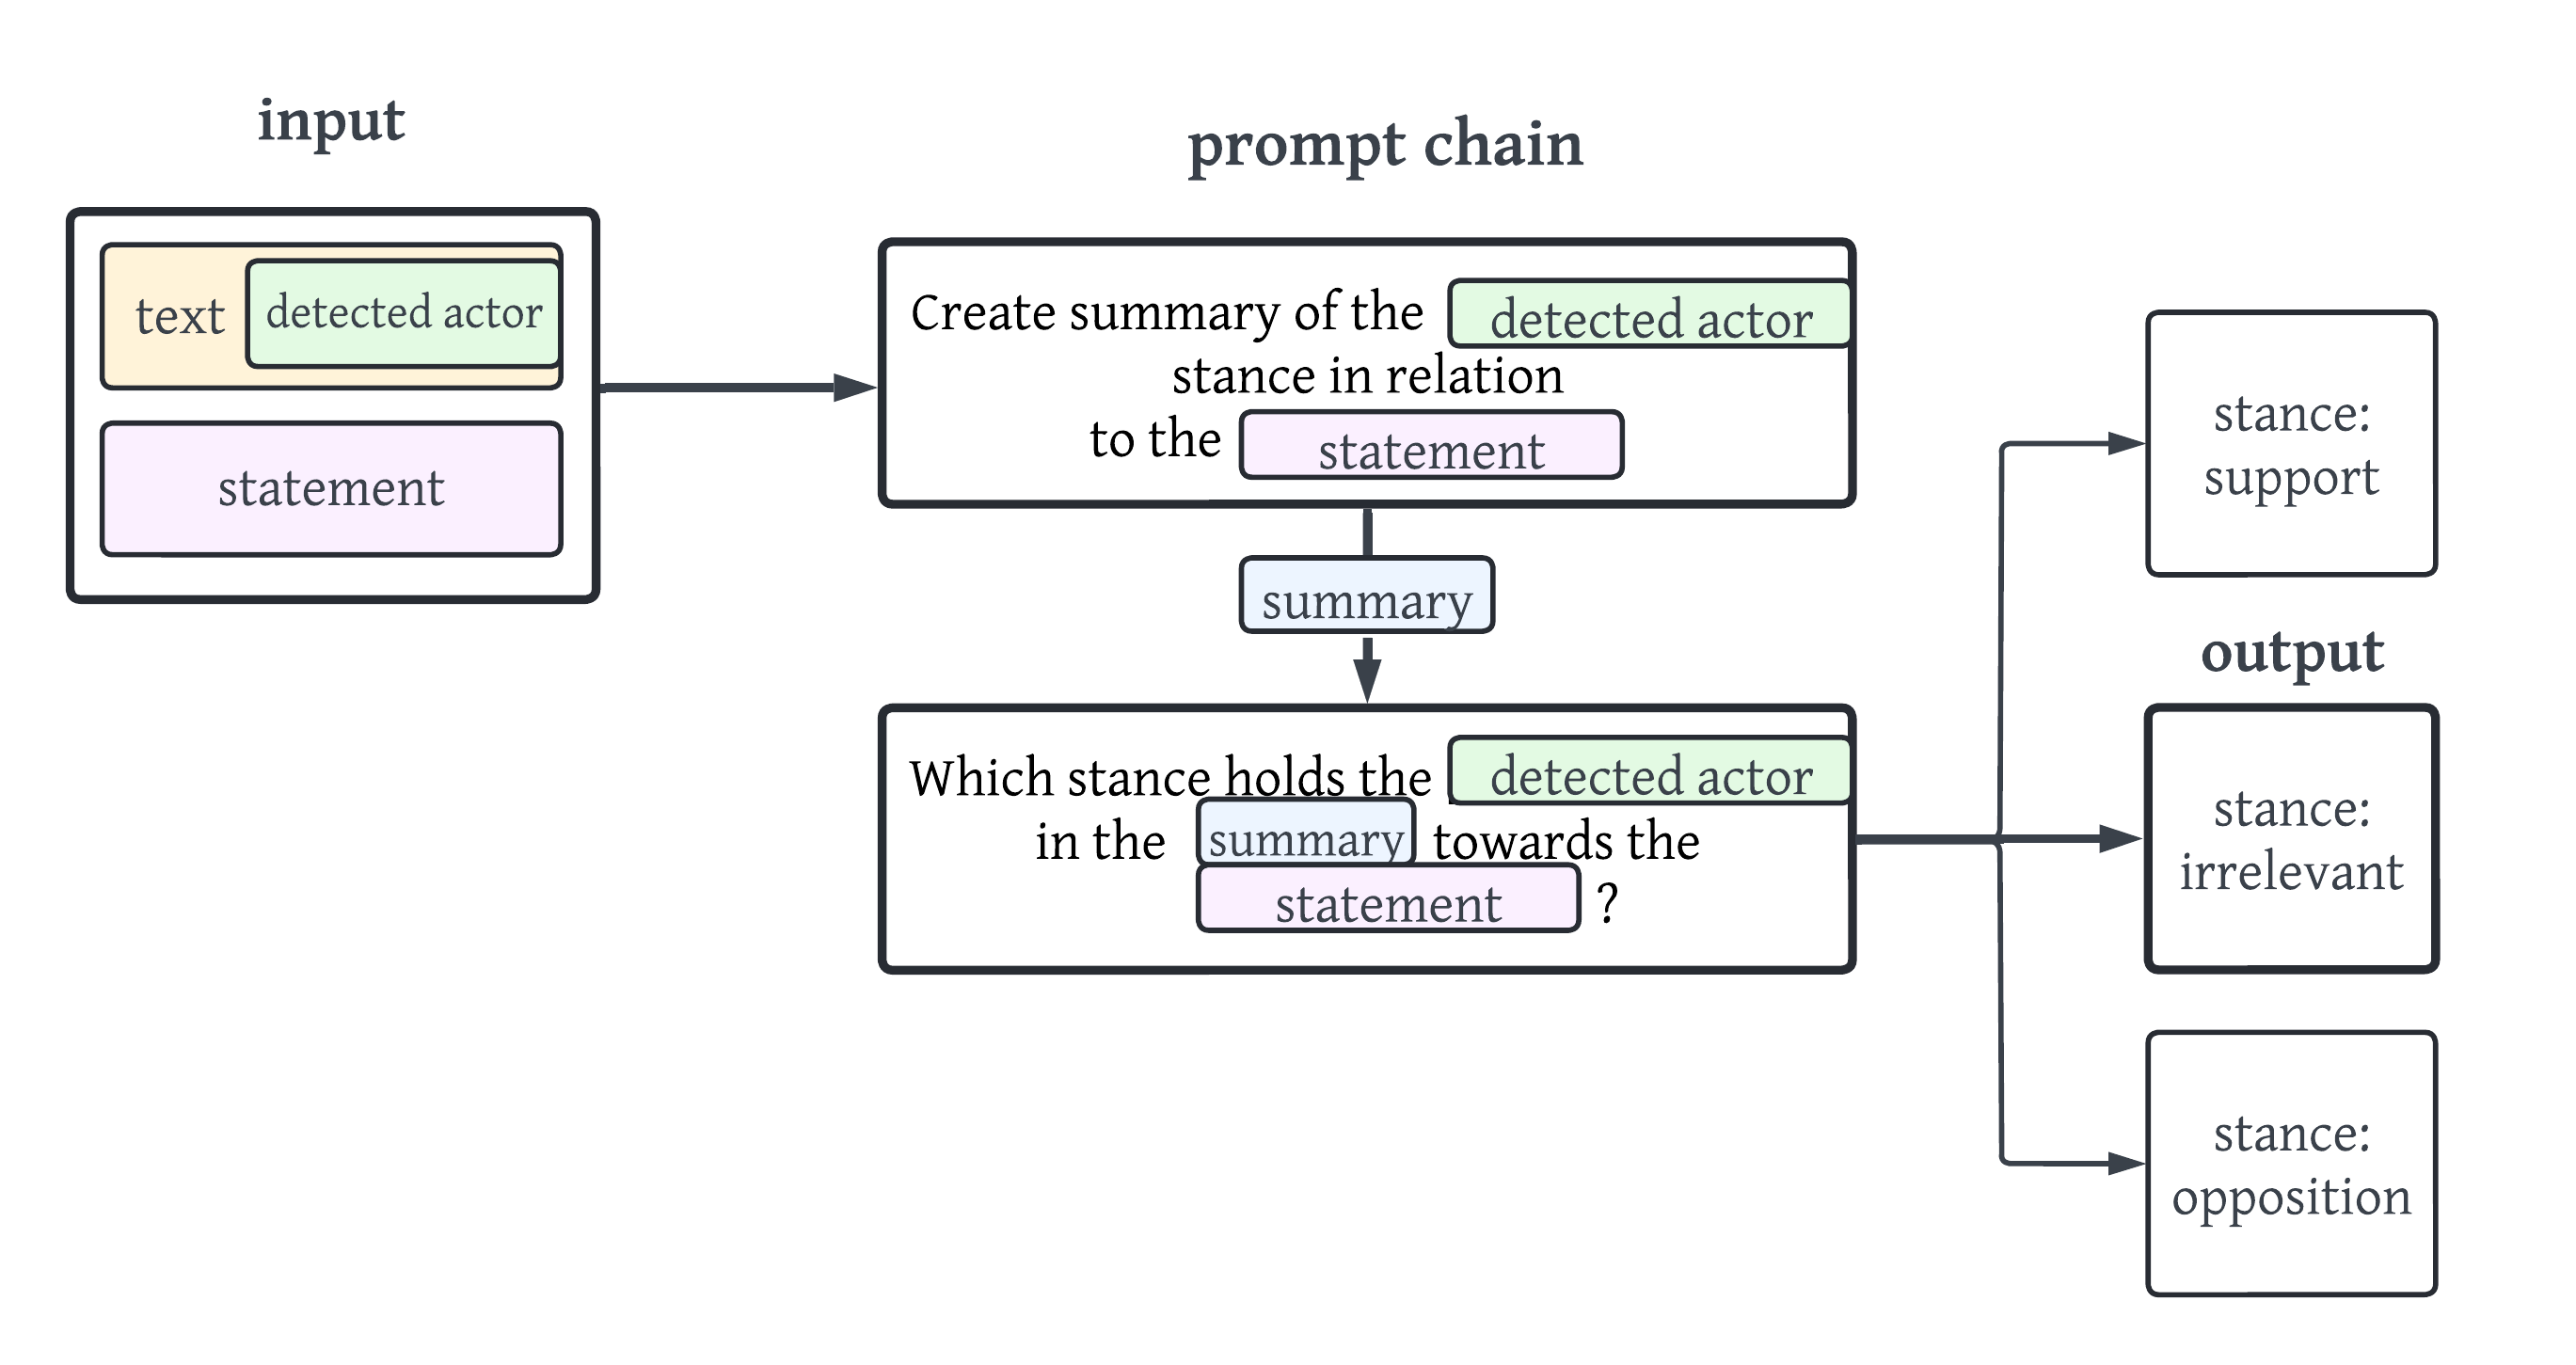 input
text detected actor
statement
prompt chain
Create summary of the detected actor
stance in relation
to the statement
summary
Which stance holds the detected actor
in the summary towards the
statement ?
stance:
support
output
stance:
irrelevant
stance:
opposition